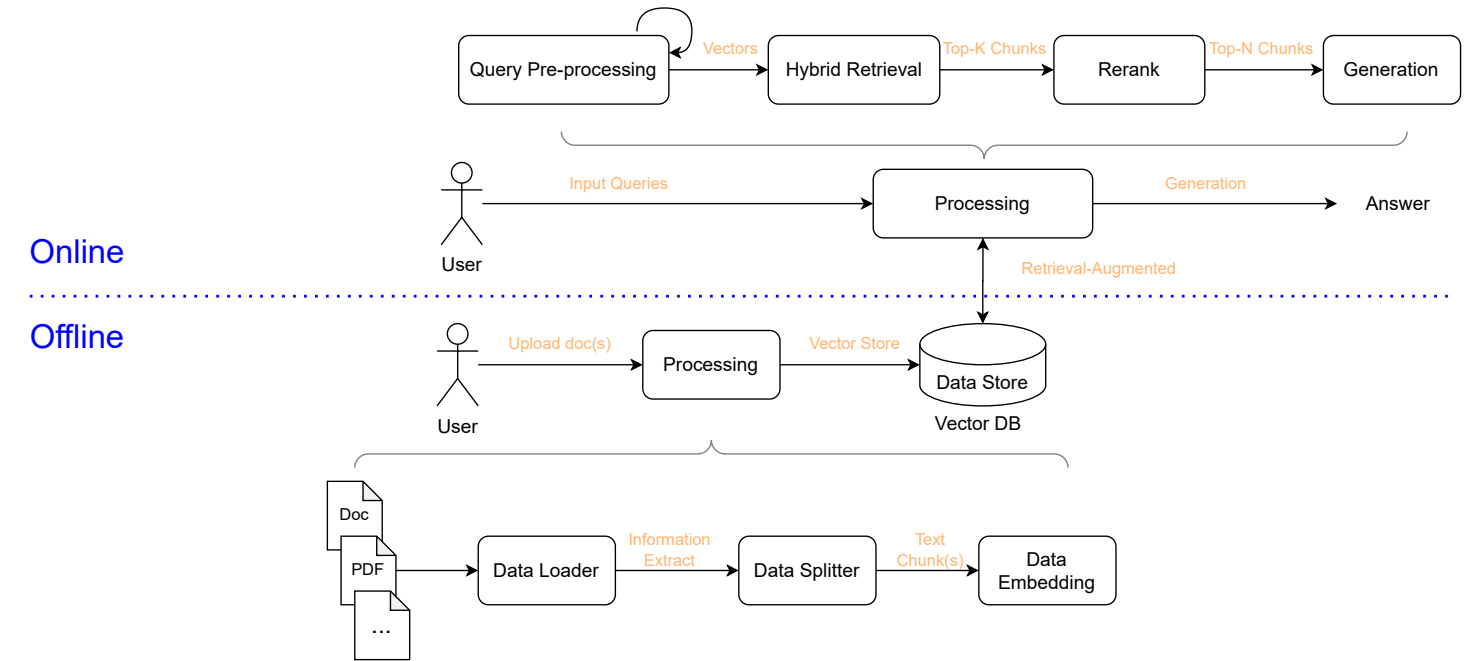 Query Pre-processing
Vectors
Hybrid Retrieval
Top-K Chunks
Rerank
Top-N Chunks
Generation
Input Queries
Processing
Generation
Answer
User
Online
Retrieval-Augmented
Offline
Upload doc(s)
Processing
Vector Store
Data Store
User
Vector DB
Doc
PDF
...
Data Loader
Information
Extract
Data Splitter
Text
Chunk(s)
Data
Embedding